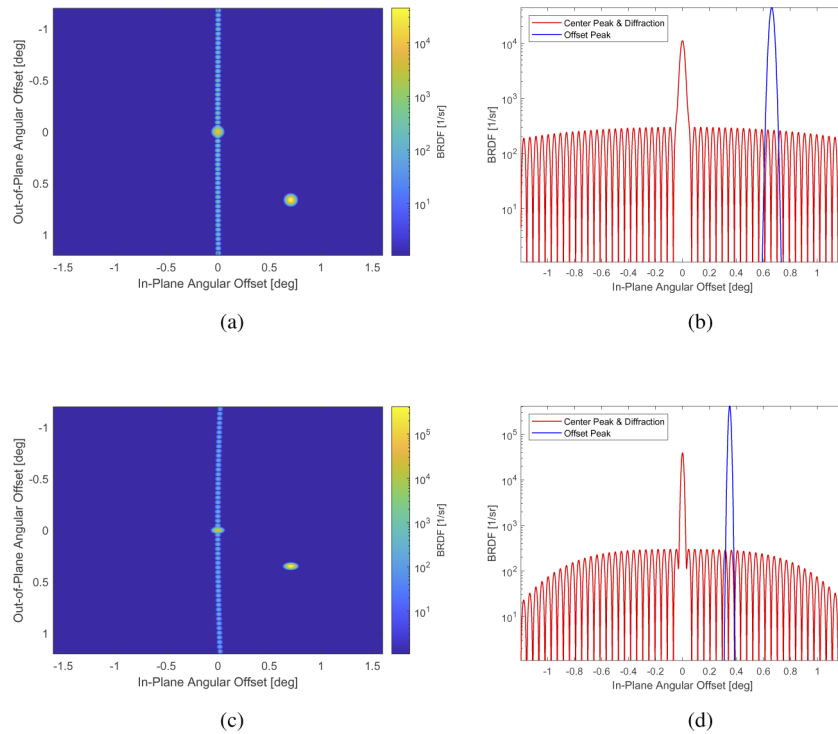 -1
-0.5
0
0.5
1
Out-of-Plane Angular Offset [deg]
-1.5 -1 -0.5 0 0.5 1 1.5
In-Plane Angular Offset [deg]
10^4
10^3
10^2
10^1
BRDF [1/sr]
(a)
Center Peak & Diffraction
Offset Peak
10^4
10^3
10^2
10^1
BRDF [1/sr]
-1 -0.8 -0.6 -0.4 -0.2 0 0.2 0.4 0.6 0.8 1
In-Plane Angular Offset [deg]
(b)
-1
-0.5
0
0.5
1
Out-of-Plane Angular Offset [deg]
-1.5 -1 -0.5 0 0.5 1 1.5
In-Plane Angular Offset [deg]
10^5
10^4
10^3
10^2
10^1
BRDF [1/sr]
(c)
Center Peak & Diffraction
Offset Peak
10^5
10^4
10^3
10^2
10^1
BRDF [1/sr]
-1 -0.8 -0.6 -0.4 -0.2 0 0.2 0.4 0.6 0.8 1
In-Plane Angular Offset [deg]
(d)